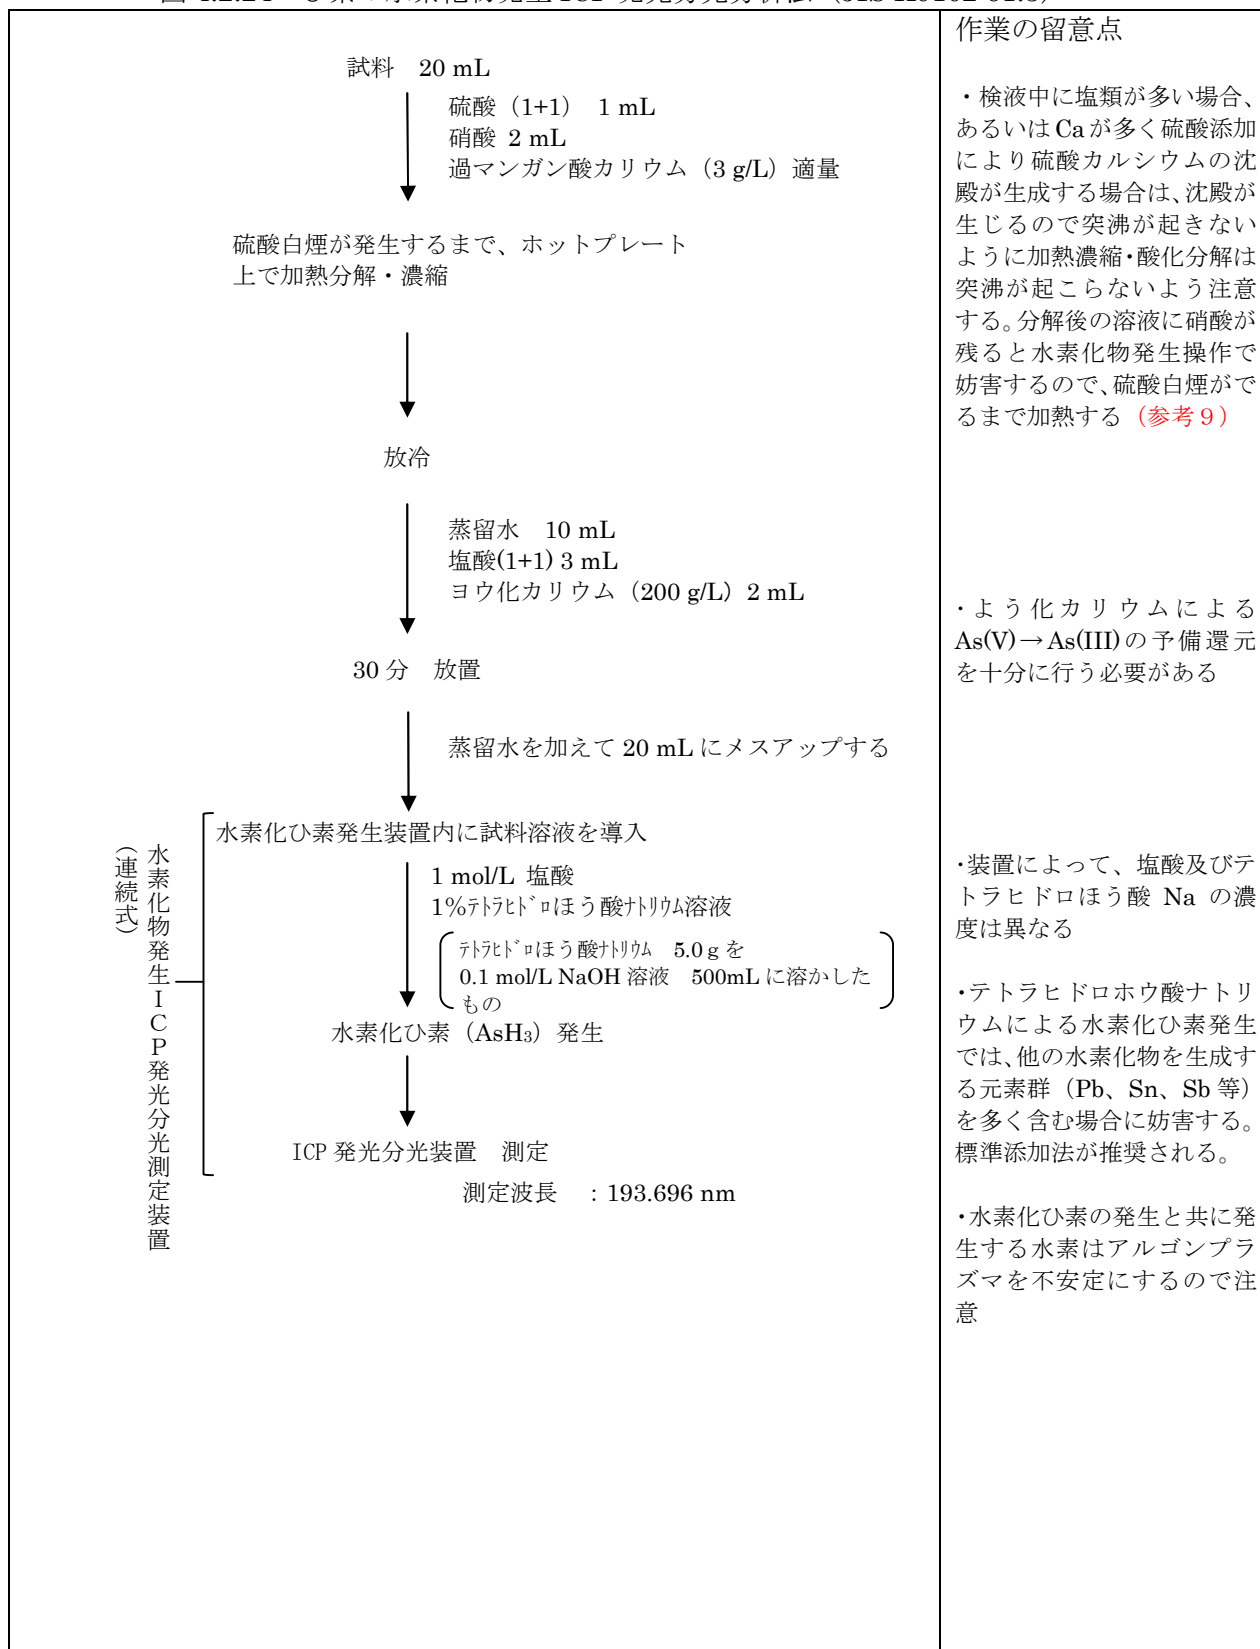 試料　20 mL
硫酸（1+1）　1 mL
硝酸 2 mL
過マンガン酸カリウム（3 g/L）適量
硫酸白煙が発生するまで、ホットプレート
上で加熱分解・濃縮
放冷
蒸留水　10 mL
塩酸(1+1) 3 mL
ヨウ化カリウム（200 g/L）2 mL
30 分　放置
蒸留水を加えて 20 mL にメスアップする
水素化物発生ＩＣＰ発光分光測定装置
（連続式）
水素化ひ素発生装置内に試料溶液を導入
1 mol/L 塩酸
1%ﾃﾄﾗﾋﾄﾞﾛほう酸ﾅﾄﾘｳﾑ溶液
ﾃﾄﾗﾋﾄﾞﾛほう酸ﾅﾄﾘｳﾑ　5.0 g を
0.1 mol/L NaOH 溶液　500mL に溶かした
もの
水素化ひ素（AsH₃）発生
ICP 発光分光装置　測定
測定波長　：193.696 nm
作業の留意点
・検液中に塩類が多い場合、
あるいは Ca が多く硫酸添加
により硫酸カルシウムの沈
殿が生成する場合は、沈殿が
生じるので突沸が起きない
ように加熱濃縮・酸化分解は
突沸が起こらないよう注意
する。分解後の溶液に硝酸が
残ると水素化物発生操作で
妨害するので、硫酸白煙がで
るまで加熱する（参考９）
・よう化カリウムによる
As(V)→As(III)の予備還元
を十分に行う必要がある
・装置によって、塩酸及びテ
トラヒドロほう酸 Na の濃
度は異なる
・テトラヒドロホウ酸ナトリ
ウムによる水素化ひ素発生
では、他の水素化物を生成す
る元素群（Pb、Sn、Sb 等）
を多く含む場合に妨害する。
標準添加法が推奨される。
・水素化ひ素の発生と共に発
生する水素はアルゴンプラ
ズマを不安定にするので注
意